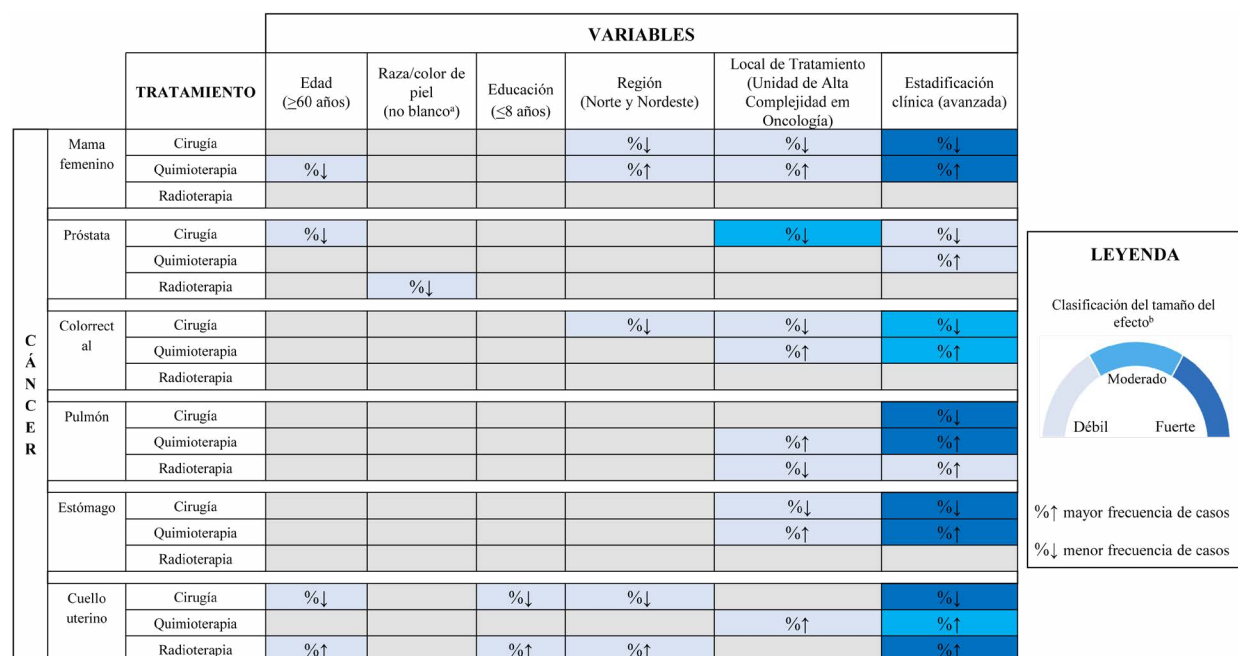 VARIABLES
TRATAMIENTO
Edad
(≥60 años)
Raza/color de
piel
(no blancoᵃ)
Educación
(≤8 años)
Región
(Norte y Nordeste)
Local de Tratamiento
(Unidad de Alta
Complejidad em
Oncología)
Estadificación
clínica (avanzada)
C
Á
N
C
E
R
Mama
femenino
Cirugía %↓ %↓ %↓
Quimioterapia %↓ %↑ %↑ %↑
Radioterapia
Próstata
Cirugía %↓ %↓ %↓
Quimioterapia %↑
Radioterapia %↓
Colorrect
al
Cirugía %↓ %↓ %↓
Quimioterapia %↑ %↑
Radioterapia
Pulmón
Cirugía %↓
Quimioterapia %↑ %↑
Radioterapia %↓ %↑
Estómago
Cirugía %↓ %↓
Quimioterapia %↑ %↑
Radioterapia
Cuello
uterino
Cirugía %↓ %↓ %↓ %↓
Quimioterapia %↑ %↑
Radioterapia %↑ %↑ %↑ %↑
LEYENDA
Clasificación del tamaño del
efectoᵇ
Moderado
Débil Fuerte
%↑ mayor frecuencia de casos
%↓ menor frecuencia de casos